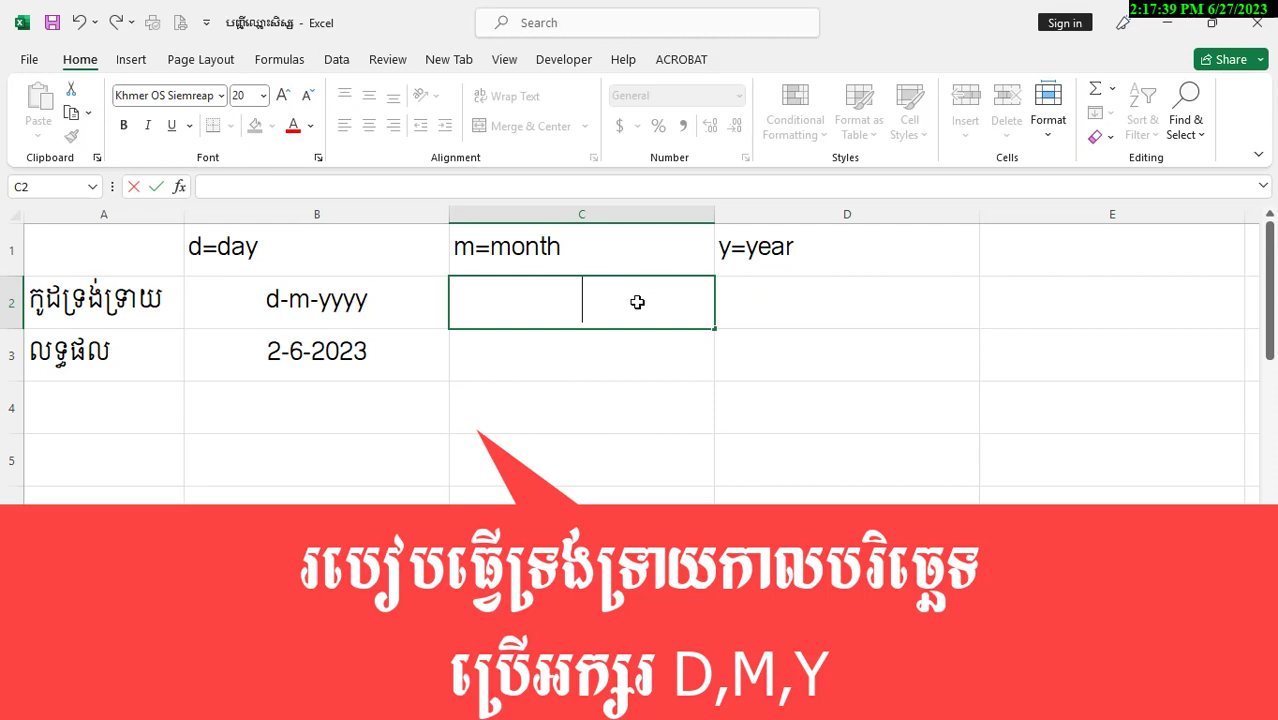 បញ្ជីឈ្មោះសិស្ស - Excel
Search
Sign in
2:17:39 PM 6/27/2023
File Home Insert Page Layout Formulas Data Review View New Tab Developer Help ACROBAT
Share
Paste
Khmer OS Siemreap 20
Wrap Text
General
Conditional Formatting
Format as Table
Cell Styles
Insert Delete Format
Sort & Filter
Find & Select
B I U A
Merge & Center
$ % 9
Clipboard Font Alignment Number Styles Cells Editing
C2
fx
A B C D E
1 d=day m=month y=year
2 កូដទ្រង់ទ្រាយ d-m-yyyy
3 លទ្ធផល 2-6-2023
4
5
របៀបធ្វើទ្រង់ទ្រាយកាលបរិច្ឆេទ
ប្រើអក្សរ D,M,Y